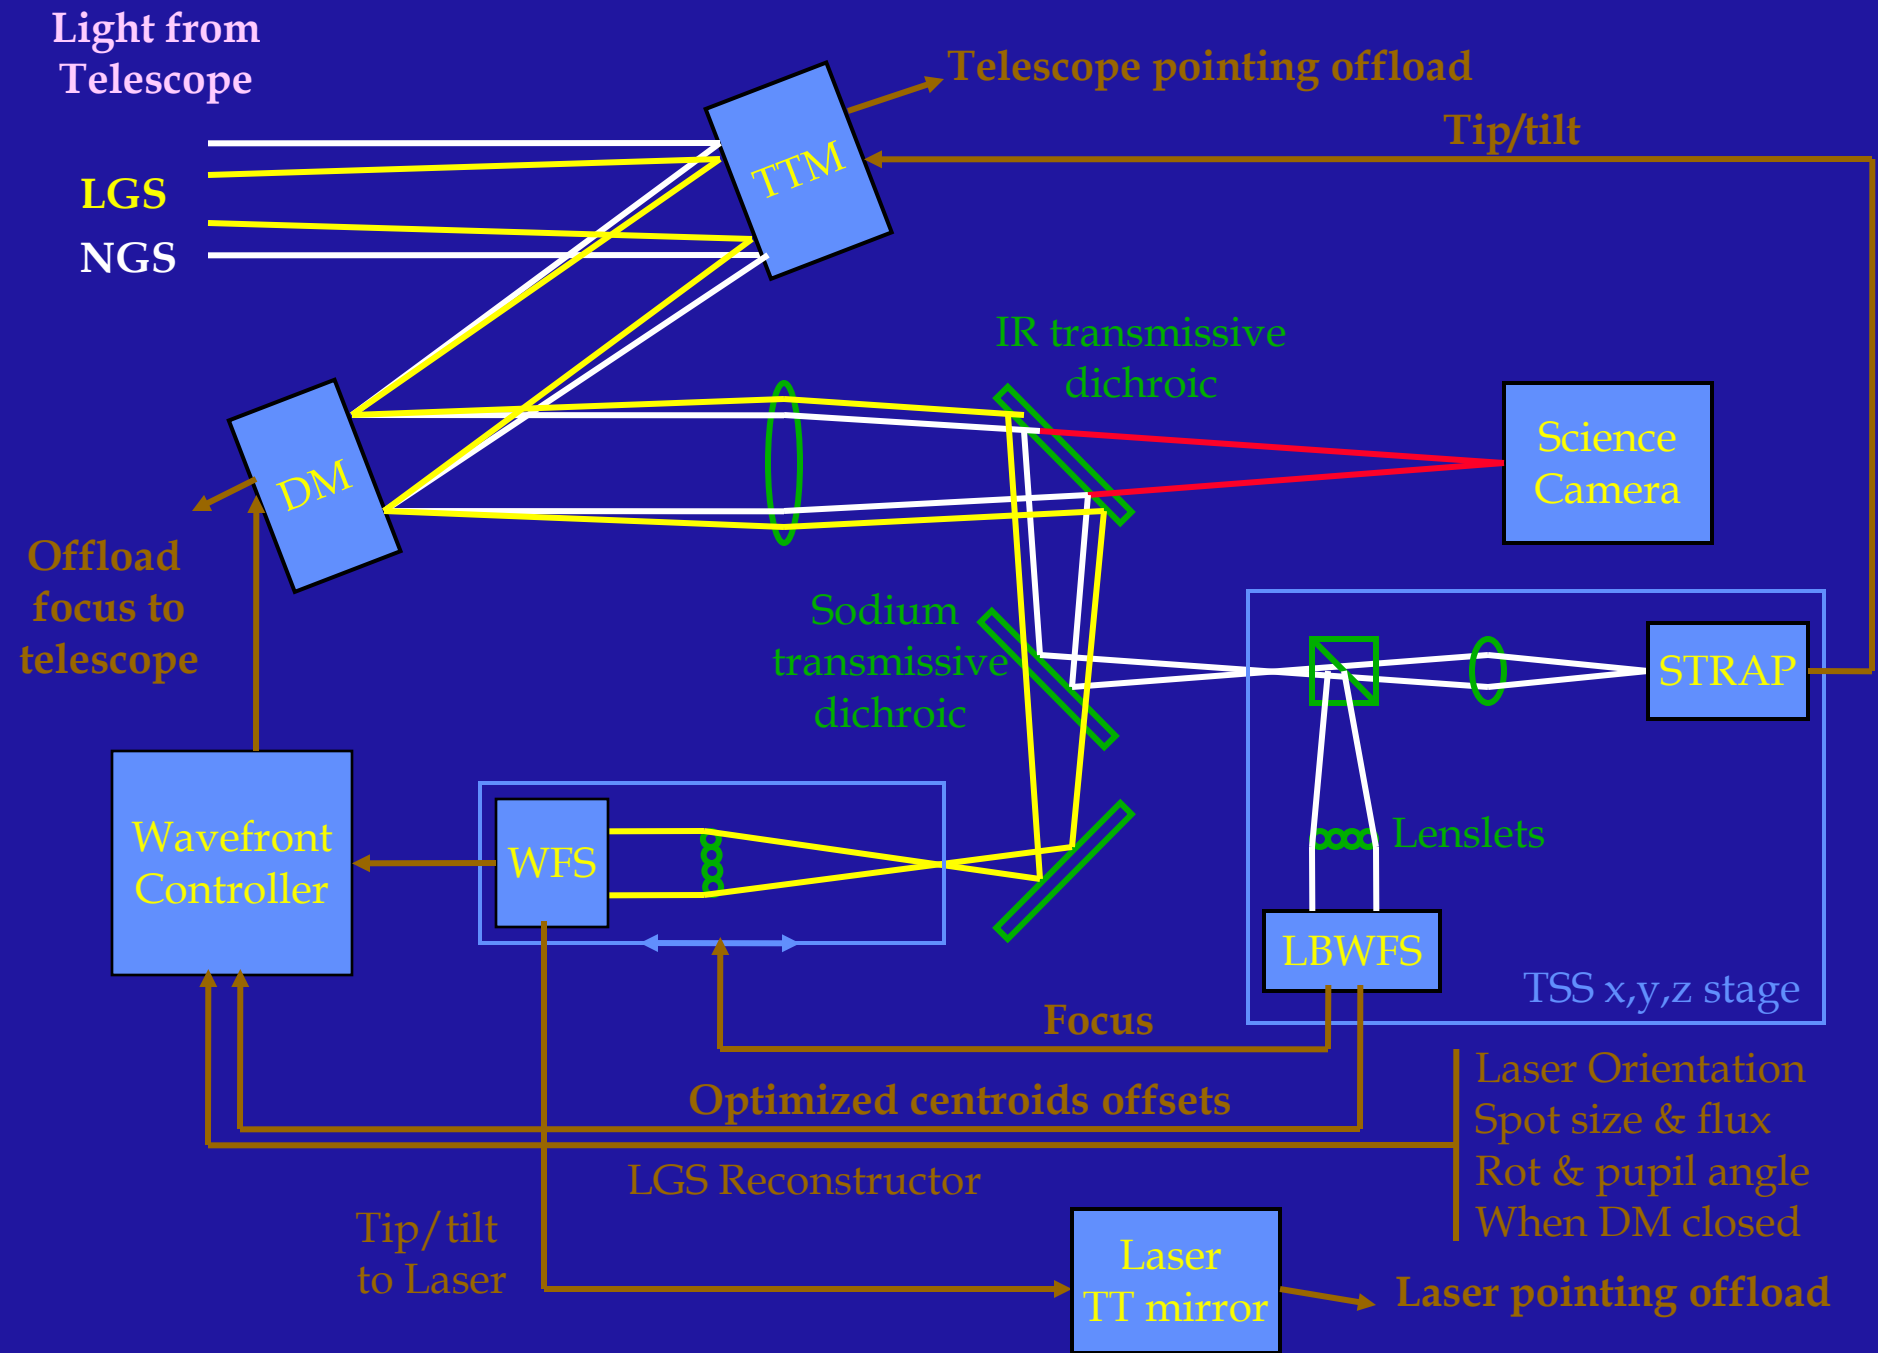 Light from
Telescope
Telescope pointing offload
Tip/tilt
TTM
LGS
NGS
IR transmissive
dichroic
Science
Camera
DM
Offload
focus to
telescope
Sodium
transmissive
dichroic
STRAP
Wavefront
Controller
WFS
Lenslets
LBWFS
TSS x,y,z stage
Focus
Optimized centroids offsets
Laser Orientation
Spot size & flux
Rot & pupil angle
When DM closed
LGS Reconstructor
Tip/tilt
to Laser
Laser
TT mirror
Laser pointing offload